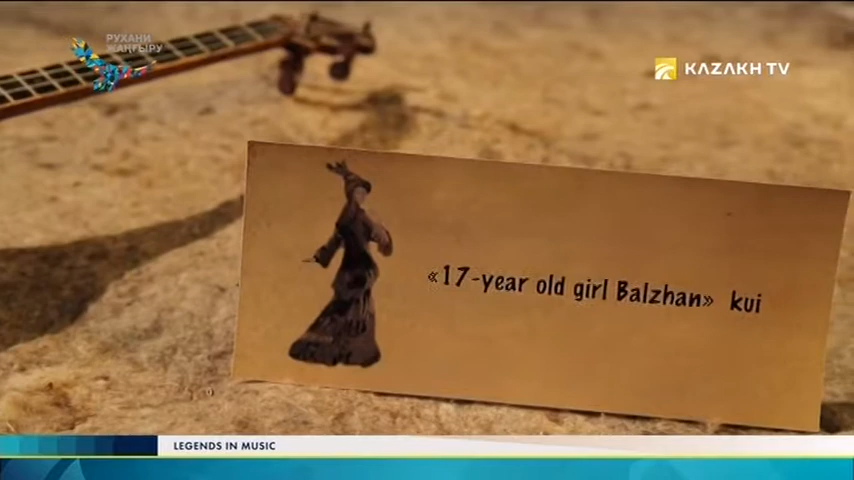 РУХАНИ
ЖАҢҒЫРУ
KAZAKH TV
«17-year old girl Balzhan» kui
LEGENDS IN MUSIC